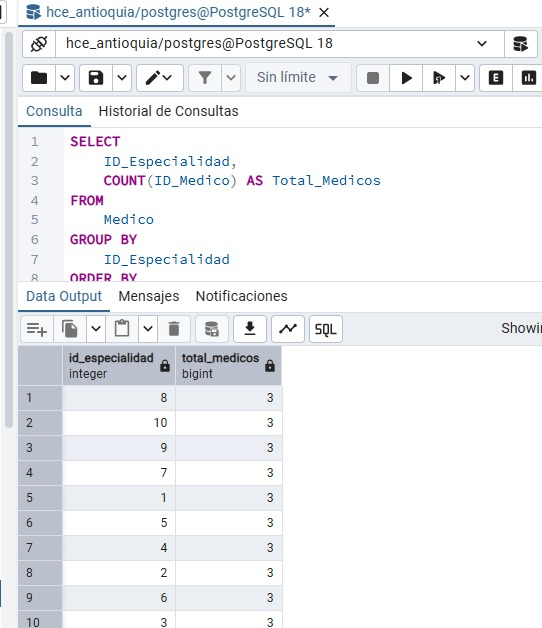 hce_antioquia/postgres@PostgreSQL 18*
hce_antioquia/postgres@PostgreSQL 18
Sin límite
E
Consulta Historial de Consultas
1 SELECT
2 ID_Especialidad,
3 COUNT(ID_Medico) AS Total_Medicos
4 FROM
5 Medico
6 GROUP BY
7 ID_Especialidad
8 ORDER BY
Data Output Mensajes Notificaciones
SQL Showi
id_especialidad total_medicos
integer bigint
1 8 3
2 10 3
3 9 3
4 7 3
5 1 3
6 5 3
7 4 3
8 2 3
9 6 3
10 3 3